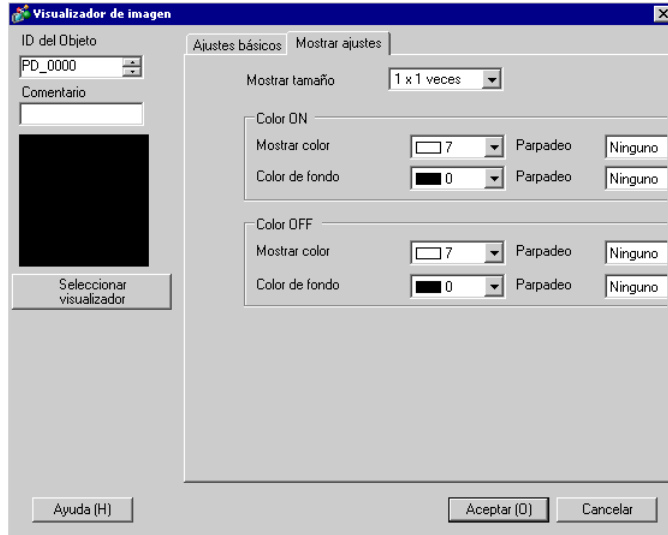 Visualizador de imagen
ID del Objeto
PD_0000
Comentario
Seleccionar
visualizador
Ajustes básicos Mostrar ajustes
Mostrar tamaño 1 x 1 veces
Color ON
Mostrar color 7 Parpadeo Ninguno
Color de fondo 0 Parpadeo Ninguno
Color OFF
Mostrar color 7 Parpadeo Ninguno
Color de fondo 0 Parpadeo Ninguno
Ayuda (H) Aceptar (O) Cancelar